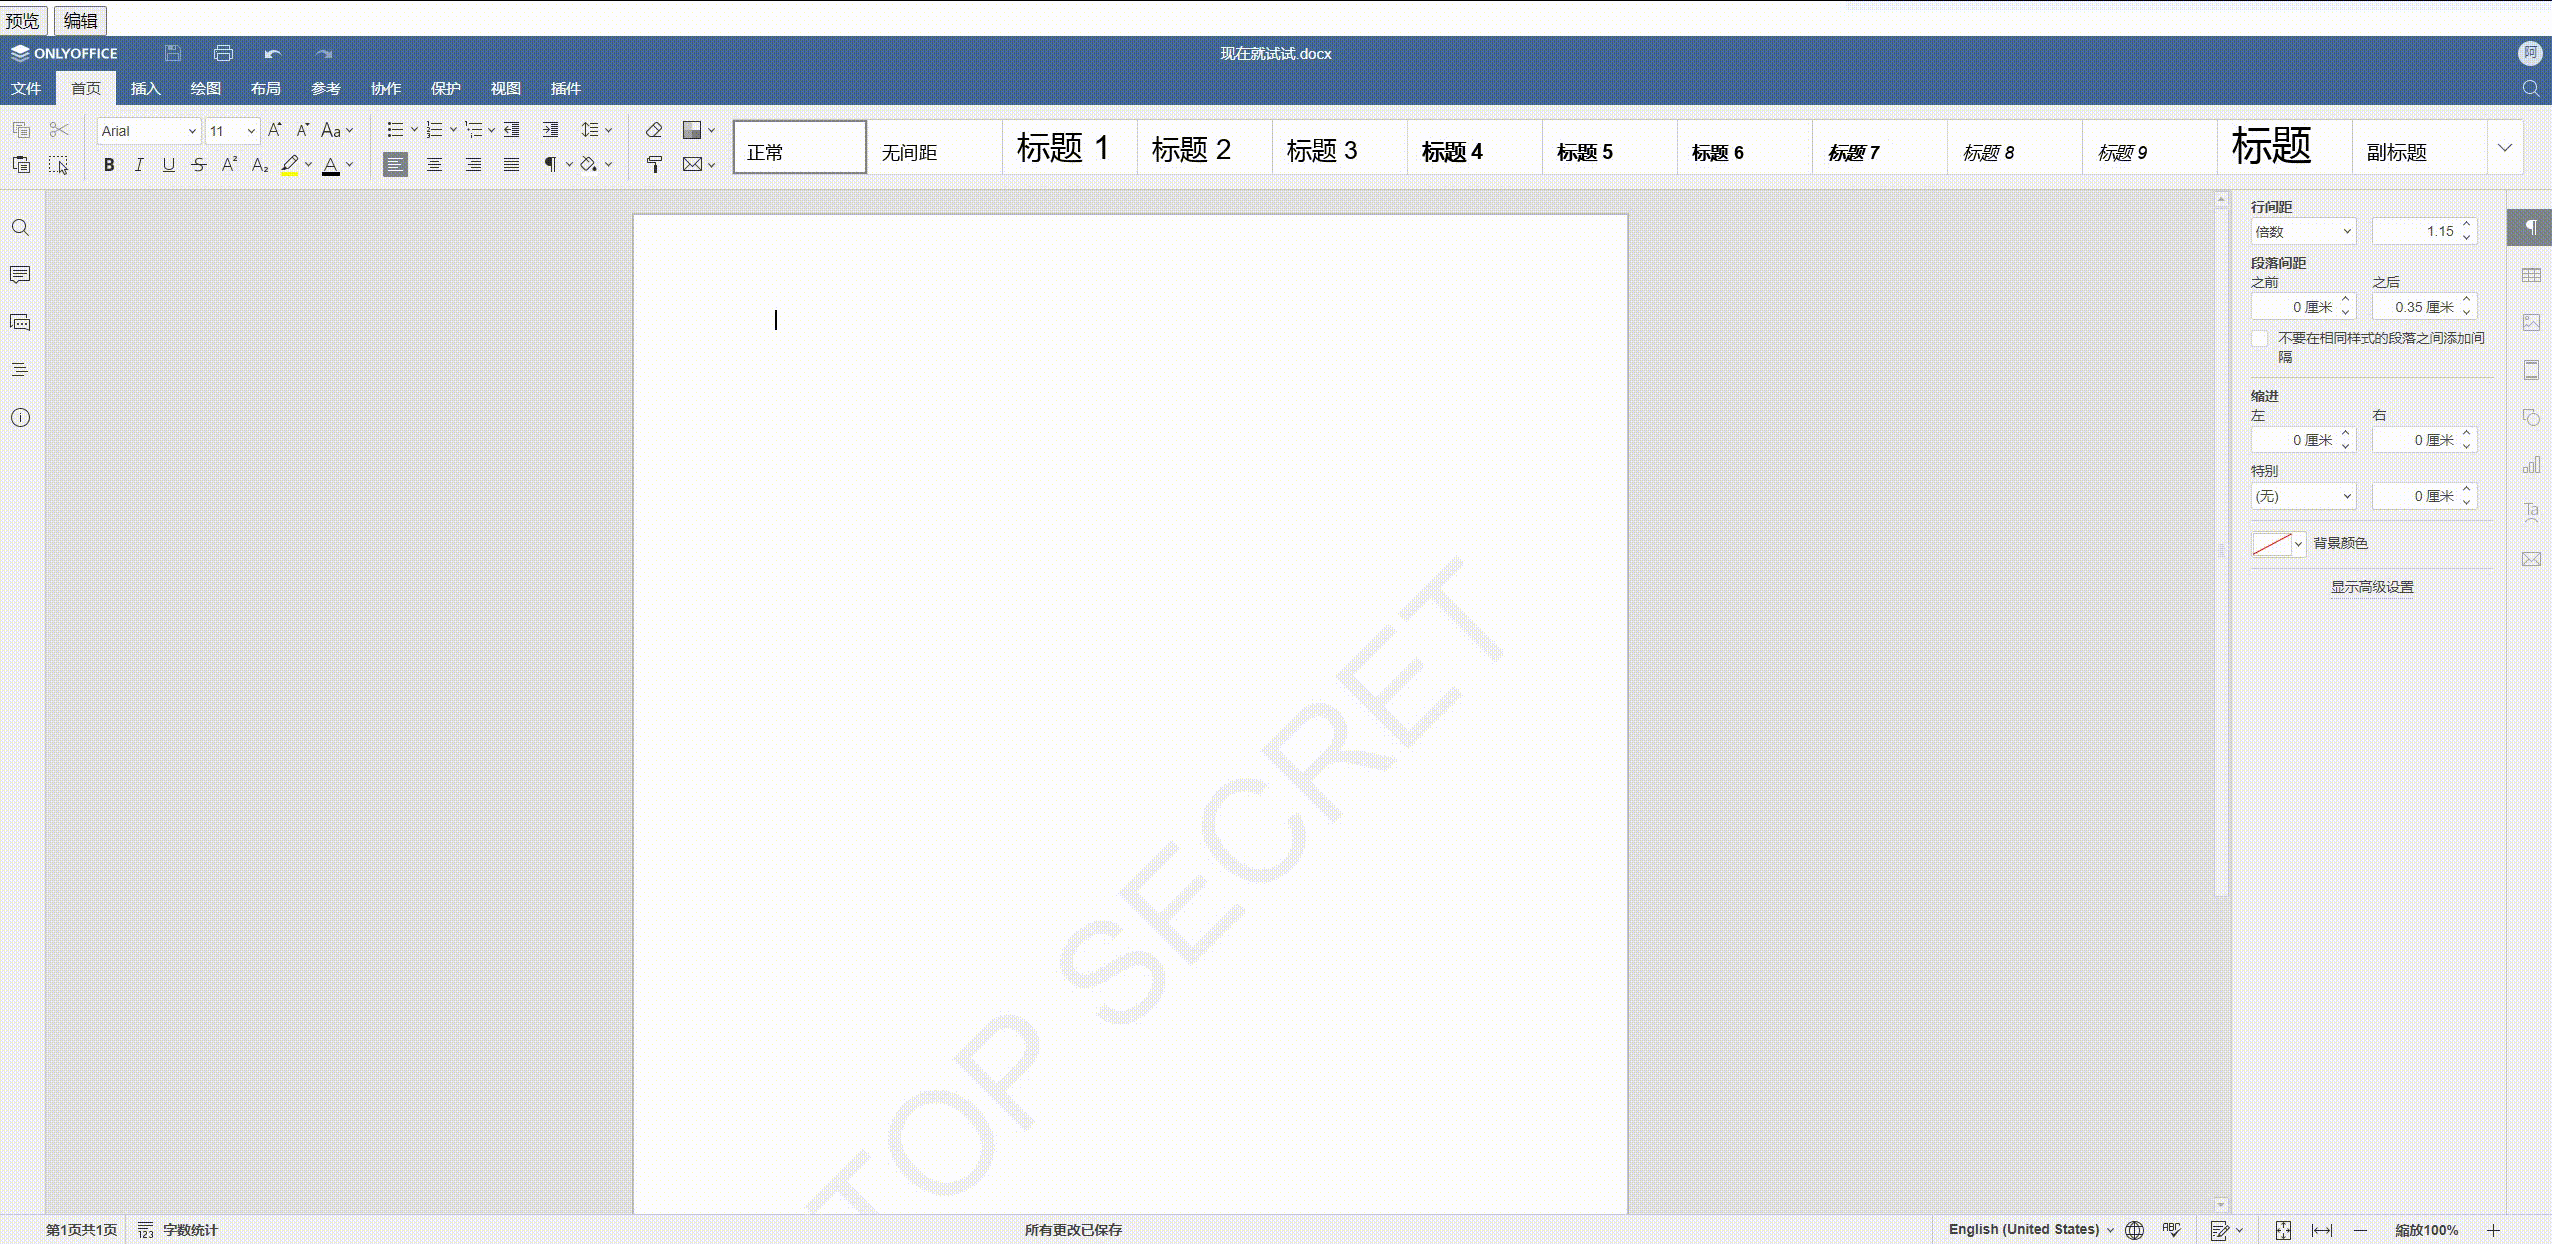 预览 编辑
ONLYOFFICE 现在就试试.docx 阿
文件 首页 插入 绘图 布局 参考 协作 保护 视图 插件
Arial 11 Aa
正常 无间距 标题 1 标题 2 标题 3 标题 4 标题 5 标题 6 标题 7 标题 8 标题 9 标题 副标题
B I U S A² A₂ A
行间距
倍数 1.15
段落间距
之前 之后
0 厘米 0.35 厘米
不要在相同样式的段落之间添加间
隔
缩进
左 右
0 厘米 0 厘米
特别
(无) 0 厘米
背景颜色
显示高级设置
TOP SECRET
第1页共1页 123 字数统计 所有更改已保存 English (United States) ABC 缩放100%